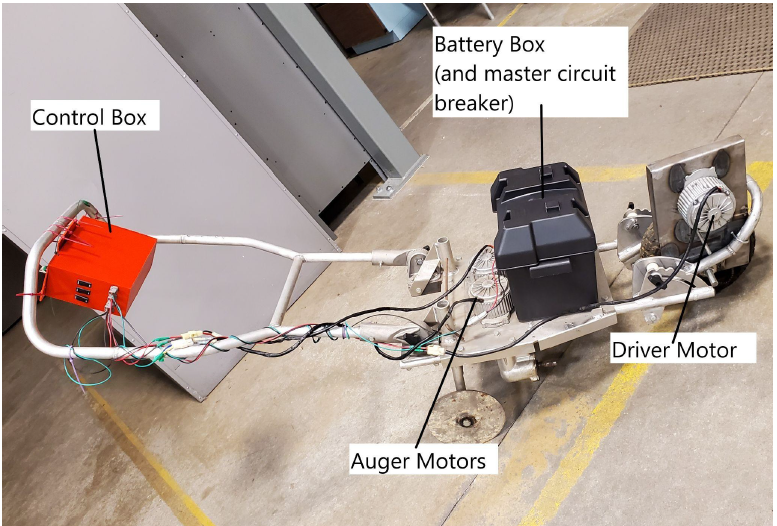 Battery Box
(and master circuit
breaker)
Control Box
Driver Motor
Auger Motors